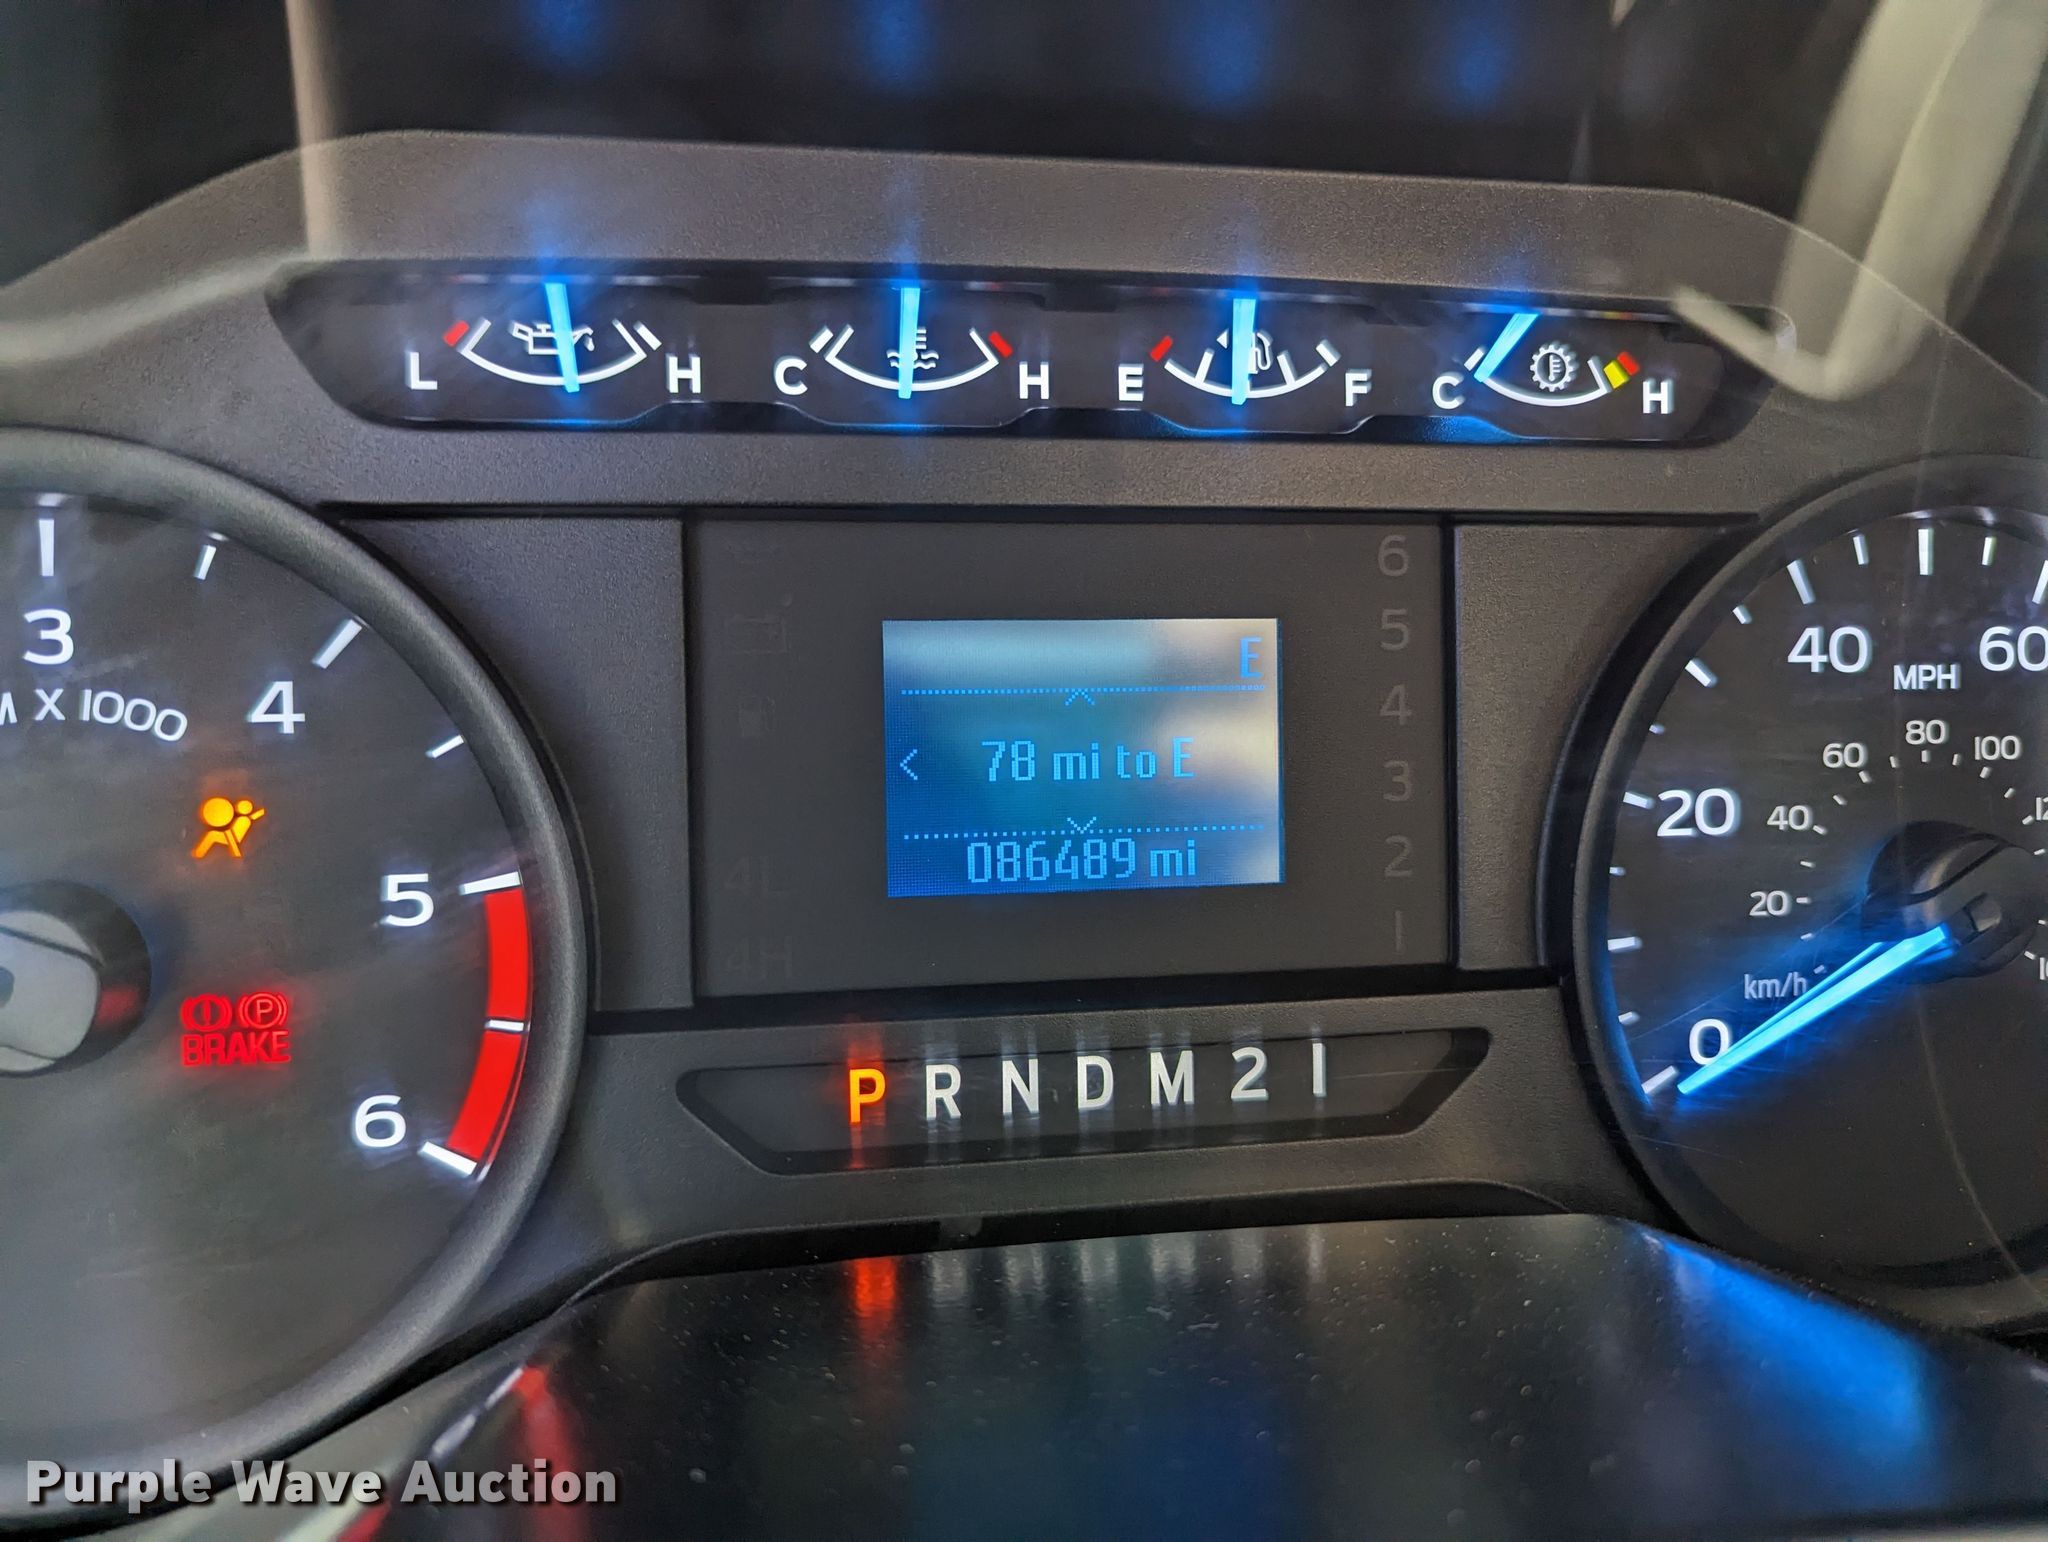 L H C H E F C H
3
4
X 1000
5
6
BRAKE
P
E
78 mi to E
086489 mi
6
5
4
3
2
1
4L
4H
P R N D M 2 1
40 60
MPH
20
0
60 80 100
40
20
km/h
Purple Wave Auction